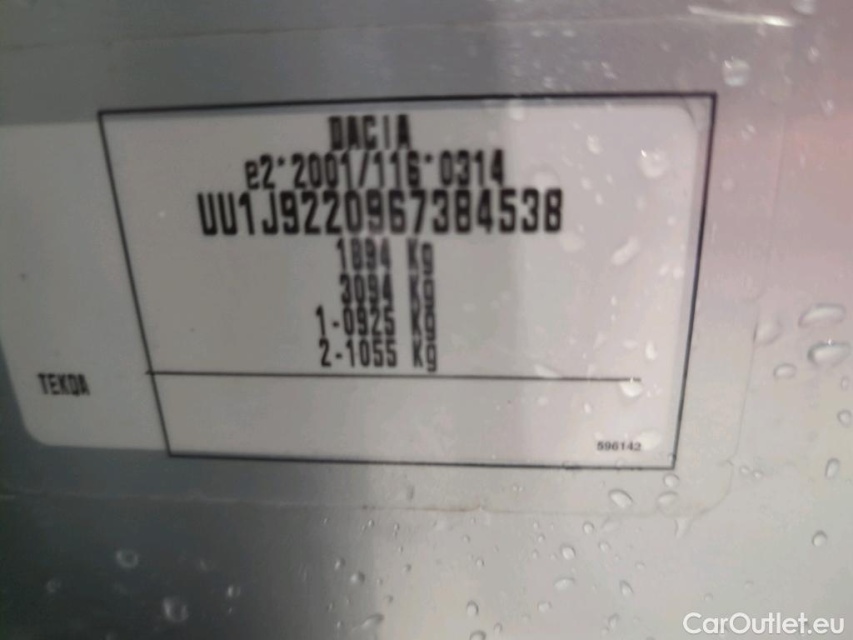 DACIA
e2*2001/116*0314
UU1J9220967384538
1894 Kg
3094 Kg
1-0925 Kg
2-1055 Kg
TEKQA
596142
CarOutlet.eu